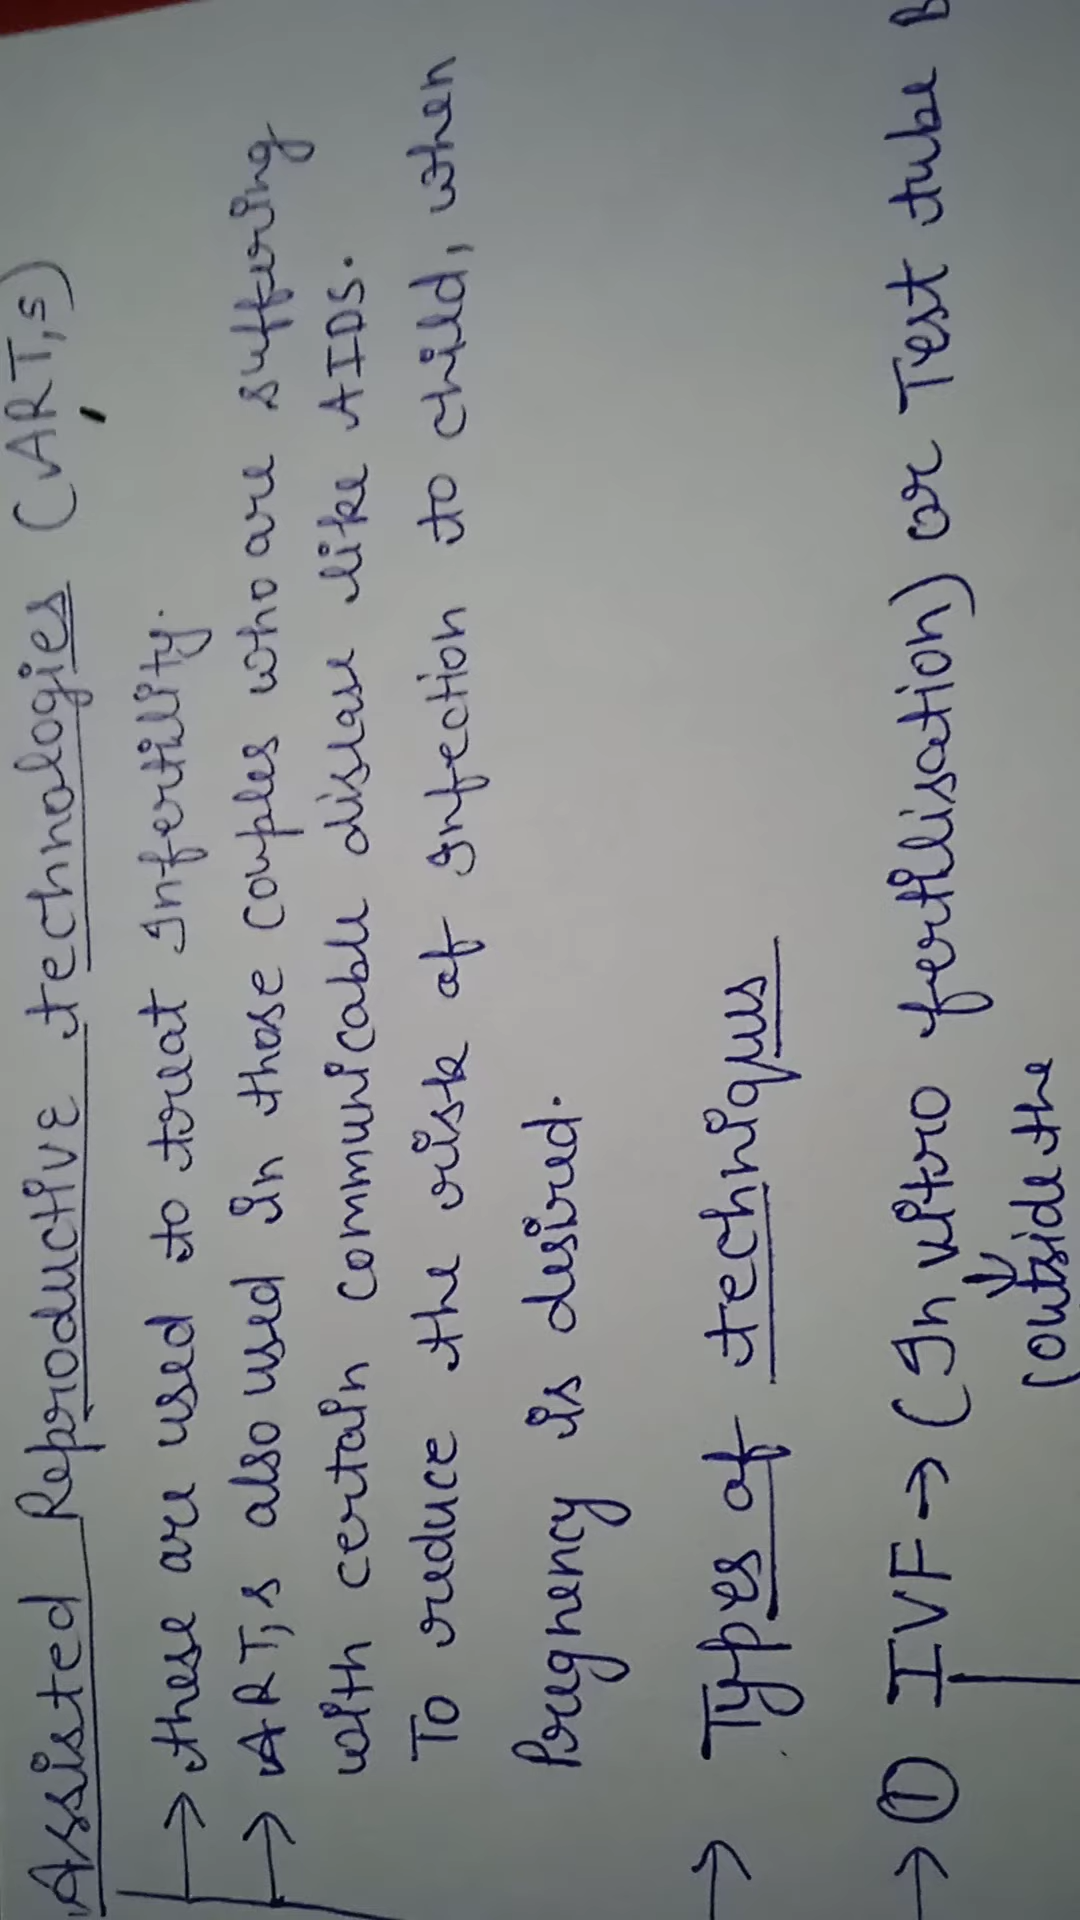 Assisted Reproductive technologies (ART,s)
→ these are used to treat Infertility.
→ ART,s also used in those couples who are suffering
with certain communicable disease like AIDS.
To reduce the risk of Infection to child, when
Pregnency is desired.
→ Types of techniques
→ ① IVF → (In vitro fertilisation) or Test tube
(outside the